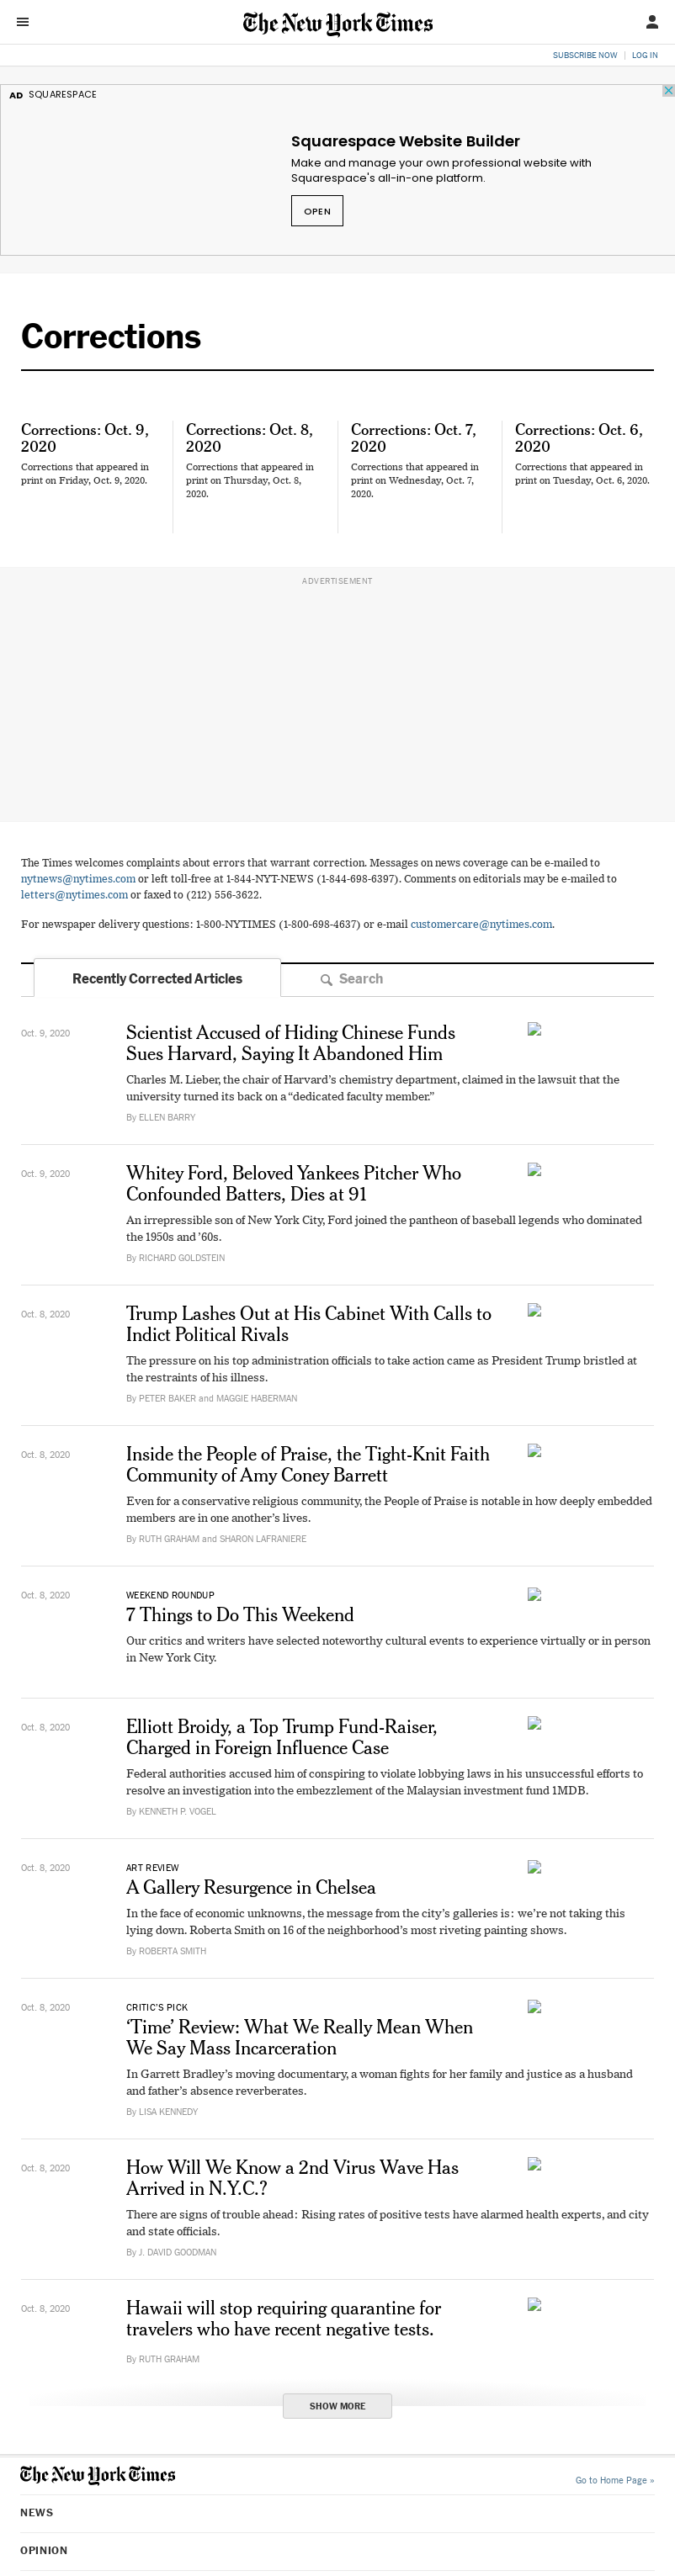 The New York Times
SUBSCRIBE NOW | LOG IN
AD SQUARESPACE
Squarespace Website Builder
Make and manage your own professional website with
Squarespace's all-in-one platform.
OPEN
Corrections
Corrections: Oct. 9,
2020
Corrections that appeared in
print on Friday, Oct. 9, 2020.
Corrections: Oct. 8,
2020
Corrections that appeared in
print on Thursday, Oct. 8,
2020.
Corrections: Oct. 7,
2020
Corrections that appeared in
print on Wednesday, Oct. 7,
2020.
Corrections: Oct. 6,
2020
Corrections that appeared in
print on Tuesday, Oct. 6, 2020.
ADVERTISEMENT
The Times welcomes complaints about errors that warrant correction. Messages on news coverage can be e-mailed to
nytnews@nytimes.com or left toll-free at 1-844-NYT-NEWS (1-844-698-6397). Comments on editorials may be e-mailed to
letters@nytimes.com or faxed to (212) 556-3622.
For newspaper delivery questions: 1-800-NYTIMES (1-800-698-4637) or e-mail customercare@nytimes.com.
Recently Corrected Articles
Search
Oct. 9, 2020
Scientist Accused of Hiding Chinese Funds
Sues Harvard, Saying It Abandoned Him
Charles M. Lieber, the chair of Harvard’s chemistry department, claimed in the lawsuit that the
university turned its back on a “dedicated faculty member.”
By ELLEN BARRY
Oct. 9, 2020
Whitey Ford, Beloved Yankees Pitcher Who
Confounded Batters, Dies at 91
An irrepressible son of New York City, Ford joined the pantheon of baseball legends who dominated
the 1950s and ’60s.
By RICHARD GOLDSTEIN
Oct. 8, 2020
Trump Lashes Out at His Cabinet With Calls to
Indict Political Rivals
The pressure on his top administration officials to take action came as President Trump bristled at
the restraints of his illness.
By PETER BAKER and MAGGIE HABERMAN
Oct. 8, 2020
Inside the People of Praise, the Tight-Knit Faith
Community of Amy Coney Barrett
Even for a conservative religious community, the People of Praise is notable in how deeply embedded
members are in one another’s lives.
By RUTH GRAHAM and SHARON LAFRANIERE
Oct. 8, 2020
WEEKEND ROUNDUP
7 Things to Do This Weekend
Our critics and writers have selected noteworthy cultural events to experience virtually or in person
in New York City.
Oct. 8, 2020
Elliott Broidy, a Top Trump Fund-Raiser,
Charged in Foreign Influence Case
Federal authorities accused him of conspiring to violate lobbying laws in his unsuccessful efforts to
resolve an investigation into the embezzlement of the Malaysian investment fund 1MDB.
By KENNETH P. VOGEL
Oct. 8, 2020
ART REVIEW
A Gallery Resurgence in Chelsea
In the face of economic unknowns, the message from the city’s galleries is: we’re not taking this
lying down. Roberta Smith on 16 of the neighborhood’s most riveting painting shows.
By ROBERTA SMITH
Oct. 8, 2020
CRITIC’S PICK
‘Time’ Review: What We Really Mean When
We Say Mass Incarceration
In Garrett Bradley’s moving documentary, a woman fights for her family and justice as a husband
and father’s absence reverberates.
By LISA KENNEDY
Oct. 8, 2020
How Will We Know a 2nd Virus Wave Has
Arrived in N.Y.C.?
There are signs of trouble ahead: Rising rates of positive tests have alarmed health experts, and city
and state officials.
By J. DAVID GOODMAN
Oct. 8, 2020
Hawaii will stop requiring quarantine for
travelers who have recent negative tests.
By RUTH GRAHAM
SHOW MORE
The New York Times
Go to Home Page »
NEWS
OPINION